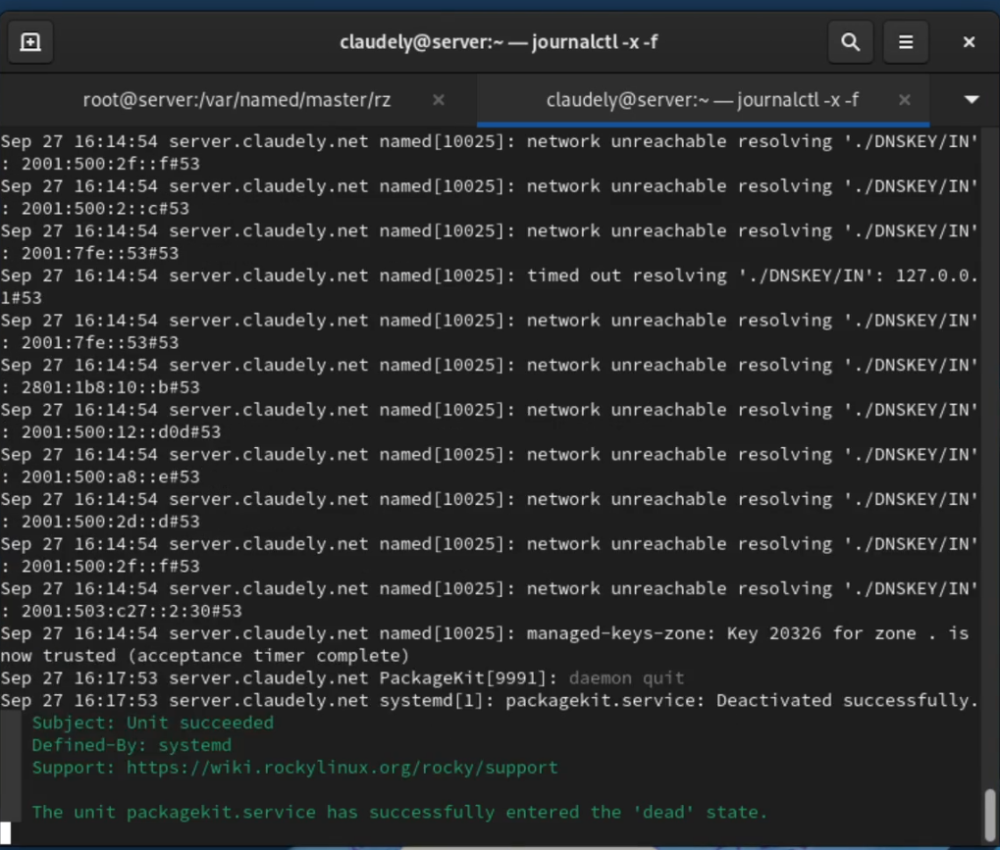 claudely@server:~ — journalctl -x -f
root@server:/var/named/master/rz
claudely@server:~ — journalctl -x -f
Sep 27 16:14:54 server.claudely.net named[10025]: network unreachable resolving './DNSKEY/IN'
: 2001:500:2f::f#53
Sep 27 16:14:54 server.claudely.net named[10025]: network unreachable resolving './DNSKEY/IN'
: 2001:500:2::c#53
Sep 27 16:14:54 server.claudely.net named[10025]: network unreachable resolving './DNSKEY/IN'
: 2001:7fe::53#53
Sep 27 16:14:54 server.claudely.net named[10025]: timed out resolving './DNSKEY/IN': 127.0.0.
1#53
Sep 27 16:14:54 server.claudely.net named[10025]: network unreachable resolving './DNSKEY/IN'
: 2001:7fe::53#53
Sep 27 16:14:54 server.claudely.net named[10025]: network unreachable resolving './DNSKEY/IN'
: 2801:1b8:10::b#53
Sep 27 16:14:54 server.claudely.net named[10025]: network unreachable resolving './DNSKEY/IN'
: 2001:500:12::d0d#53
Sep 27 16:14:54 server.claudely.net named[10025]: network unreachable resolving './DNSKEY/IN'
: 2001:500:a8::e#53
Sep 27 16:14:54 server.claudely.net named[10025]: network unreachable resolving './DNSKEY/IN'
: 2001:500:2d::d#53
Sep 27 16:14:54 server.claudely.net named[10025]: network unreachable resolving './DNSKEY/IN'
: 2001:500:2f::f#53
Sep 27 16:14:54 server.claudely.net named[10025]: network unreachable resolving './DNSKEY/IN'
: 2001:503:c27::2:30#53
Sep 27 16:14:54 server.claudely.net named[10025]: managed-keys-zone: Key 20326 for zone . is
now trusted (acceptance timer complete)
Sep 27 16:17:53 server.claudely.net PackageKit[9991]: daemon quit
Sep 27 16:17:53 server.claudely.net systemd[1]: packagekit.service: Deactivated successfully.
Subject: Unit succeeded
Defined-By: systemd
Support: https://wiki.rockylinux.org/rocky/support
The unit packagekit.service has successfully entered the 'dead' state.